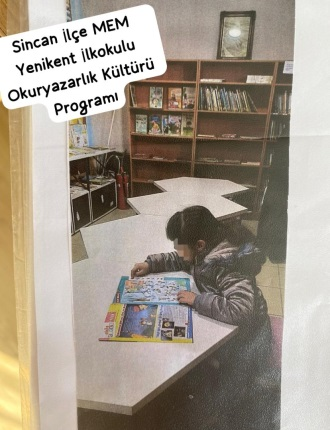 Sincan İlçe MEM
Yenikent İlkokulu
Okuryazarlık Kültürü
Programı